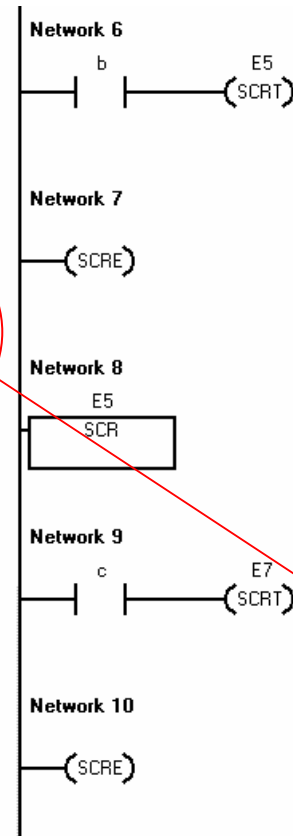 Network 6
b E5
SCRT
Network 7
SCRE
Network 8
E5
SCR
Network 9
c E7
SCRT
Network 10
SCRE